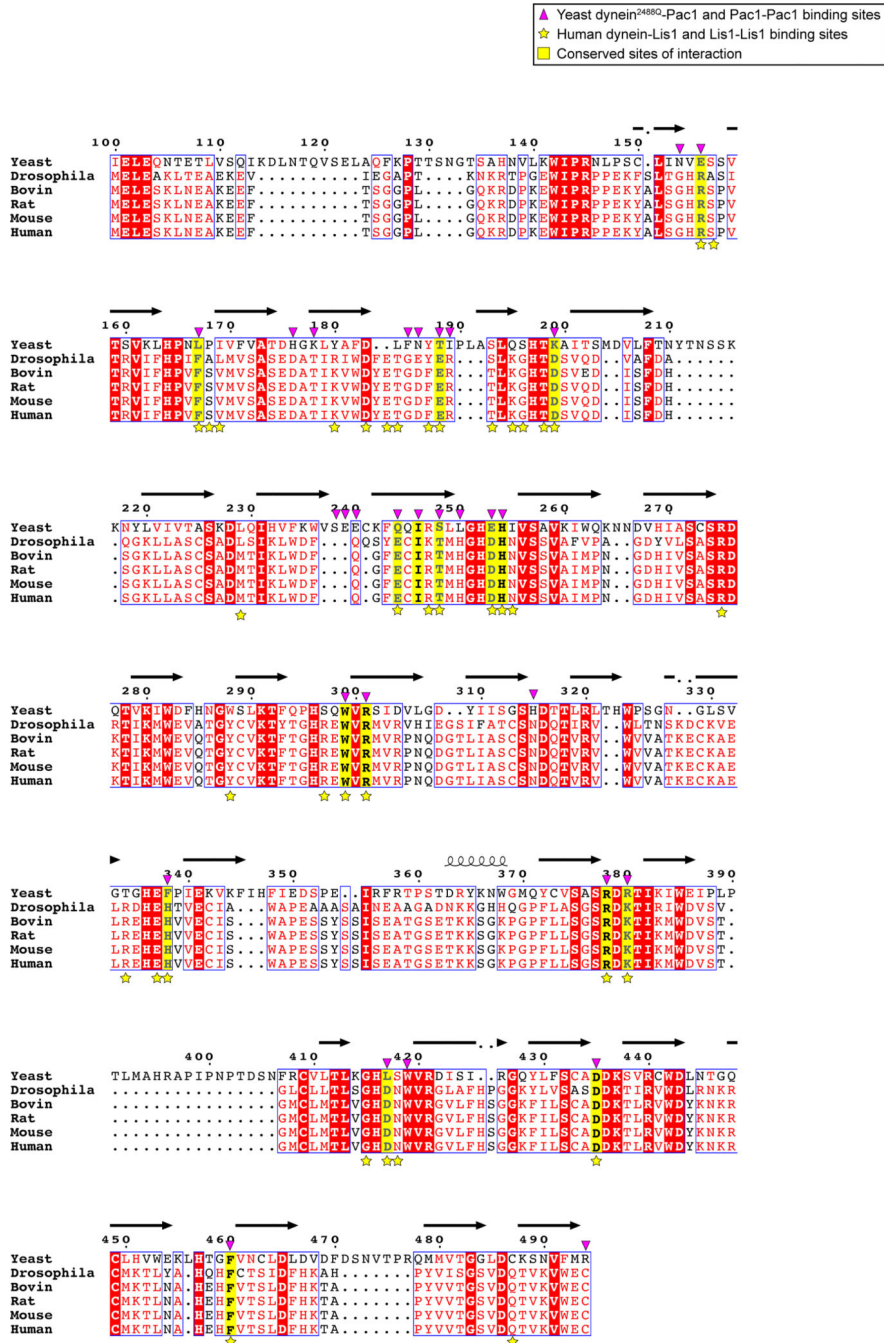 Yeast dynein2488Q-Pac1 and Pac1-Pac1 binding sites
Human dynein-Lis1 and Lis1-Lis1 binding sites
Conserved sites of interaction
100 110 120 130 140 150
Yeast IELEQNTETLVSQIKDLNTQVSELAQFKPTTSNGTSAHNVLKWIPRNLPSC.LINVESSV
Drosophila MELEAKLTEAEKEV..........IEGAPT....KNKRTPGEWIPRPPEKFSLTGHRASI
Bovin MELESKLNEAKEEF..........TSGGPL....GQKRDPKEWIPRPPEKYALSGHRSPV
Rat MELESKLNEAKEEF..........TSGGPL....GQKRDPKEWIPRPPEKYALSGHRSPV
Mouse MELESKLNEAKEEF..........TSGGPL....GQKRDPKEWIPRPPEKYALSGHRSPV
Human MELESKLNEAKEEF..........TSGGPL....GQKRDPKEWIPRPPEKYALSGHRSPV
160 170 180 190 200 210
Yeast TSVKLHPNLPIVFVATDHGKLYAFD..LFNYTIPLASLQSHTKAITSMDVLFTNYTNSSK
Drosophila TRVIFHPIFALMVSASEDATIRIWDFETGEYER...SLKGHTDSVQD..VAFDA......
Bovin TRVIFHPVFSVMVSASEDATIKVWDYETGDFER...TLKGHTDSVED..ISFDH......
Rat TRVIFHPVFSVMVSASEDATIKVWDYETGDFER...TLKGHTDSVQD..ISFDH......
Mouse TRVIFHPVFSVMVSASEDATIKVWDYETGDFER...TLKGHTDSVQD..ISFDH......
Human TRVIFHPVFSVMVSASEDATIKVWDYETGDFER...TLKGHTDSVQD..ISFDH......
220 230 240 250 260 270
Yeast KNYLVIVTASKDLQIHVFKWVSEECKFQQIRSLLGHEHIVSAVKIWQKNNDVHIASCSRD
Drosophila .QGKLLASCSADLSIKLWDF...QQSYECIKTMHGHDHNVSSVAFVPA..GDYVLSASRD
Bovin .SGKLLASCSADMTIKLWDF...Q.GFECIRTMHGHDHNVSSVAIMPN..GDHIVSASRD
Rat .SGKLLASCSADMTIKLWDF...Q.GFECIRTMHGHDHNVSSVAIMPN..GDHIVSASRD
Mouse .SGKLLASCSADMTIKLWDF...Q.GFECIRTMHGHDHNVSSVAIMPN..GDHIVSASRD
Human .SGKLLASCSADMTIKLWDF...Q.GFECIRTMHGHDHNVSSVAIMPN..GDHIVSASRD
280 290 300 310 320 330
Yeast QTVKIWDFHNGWSLKTFQPHSQWVRSIDVLGD..YIISGSHDTTLRLTHWPSGN..GLSV
Drosophila RTIKMWEVATGYCVKTYTGHREWVRMVRVHIEGSIFATCSNDQTIRV..WLTNSKDCKVE
Bovin KTIKMWEVQTGYCVKTFTGHREWVRMVRPNQDGTLIASCSNDQTVRV..WVVATKECKAE
Rat KTIKMWEVQTGYCVKTFTGHREWVRMVRPNQDGTLIASCSNDQTVRV..WVVATKECKAE
Mouse KTIKMWEVQTGYCVKTFTGHREWVRMVRPNQDGTLIASCSNDQTVRV..WVVATKECKAE
Human KTIKMWEVQTGYCVKTFTGHREWVRMVRPNQDGTLIASCSNDQTVRV..WVVATKECKAE
340 350 360 370 380 390
Yeast GTGHEFPIEKVKFIHFIEDSPE..IRFRTPSTDRYKNWGMQYCVSASRDRTIKIWEIPLP
Drosophila LRDHEHTVECIA...WAPEAAASAINEAAGADNKKGHHQGPFLASGSRDKTIRIWDVSV.
Bovin LREHEHVVECIS...WAPESSYSSISEATGSETKKSGKPGPFLLSGSRDKTIKMWDVST.
Rat LREHEHVVECIS...WAPESSYSSISEATGSETKKSGKPGPFLLSGSRDKTIKMWDVST.
Mouse LREHEHVVECIS...WAPESSYSSISEATGSETKKSGKPGPFLLSGSRDKTIKMWDVST.
Human LREHEHVVECIS...WAPESSYSSISEATGSETKKSGKPGPFLLSGSRDKTIKMWDVST.
400 410 420 430 440
Yeast TLMAHRAPIPNPTDSNFRCVLTLKGHLSWVRDISI..RGQYLFSCADDKSVRCWDLNTGQ
Drosophila ................GLCLLTLSGHDNWVRGLAFHPGGKYLVSASDDKTIRVWDLKNKR
Bovin ................GMCLMTLVGHDNWVRGVLFHSGGKFILSCADDKTLRVWDYKNKR
Rat ................GMCLMTLVGHDNWVRGVLFHSGGKFILSCADDKTLRVWDYKNKR
Mouse ................GMCLMTLVGHDNWVRGVLFHSGGKFILSCADDKTLRVWDYKNKR
Human ................GMCLMTLVGHDNWVRGVLFHSGGKFILSCADDKTLRVWDYKNKR
450 460 470 480 490
Yeast CLHVWEKLHTGFVNCLDLDVDFDSNVTPRQMMVTGGLDCKSNVFMR
Drosophila CMKTLYA.HQHFCTSIDFHKAH.......PYVISGSVDQTVKVWEC
Bovin CMKTLNA.HEHFVTSLDFHKTA.......PYVVTGSVDQTVKVWEC
Rat CMKTLNA.HEHFVTSLDFHKTA.......PYVVTGSVDQTVKVWEC
Mouse CMKTLNA.HEHFVTSLDFHKTA.......PYVVTGSVDQTVKVWEC
Human CMKTLNA.HEHFVTSLDFHKTA.......PYVVTGSVDQTVKVWEC